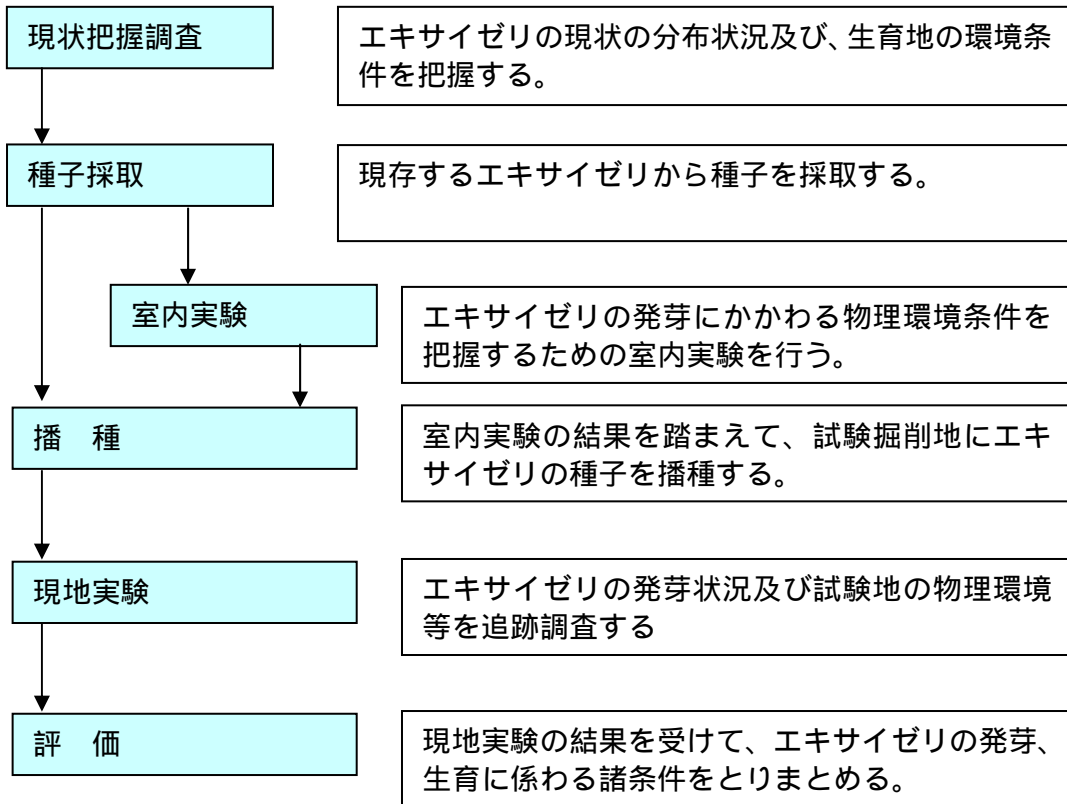 現状把握調査
エキサイゼリの現状の分布状況及び、生育地の環境条
件を把握する。
種子採取
現存するエキサイゼリから種子を採取する。
室内実験
エキサイゼリの発芽にかかわる物理環境条件を
把握するための室内実験を行う。
播　種
室内実験の結果を踏まえて、試験掘削地にエキ
サイゼリの種子を播種する。
現地実験
エキサイゼリの発芽状況及び試験地の物理環境
等を追跡調査する
評　価
現地実験の結果を受けて、エキサイゼリの発芽、
生育に係わる諸条件をとりまとめる。